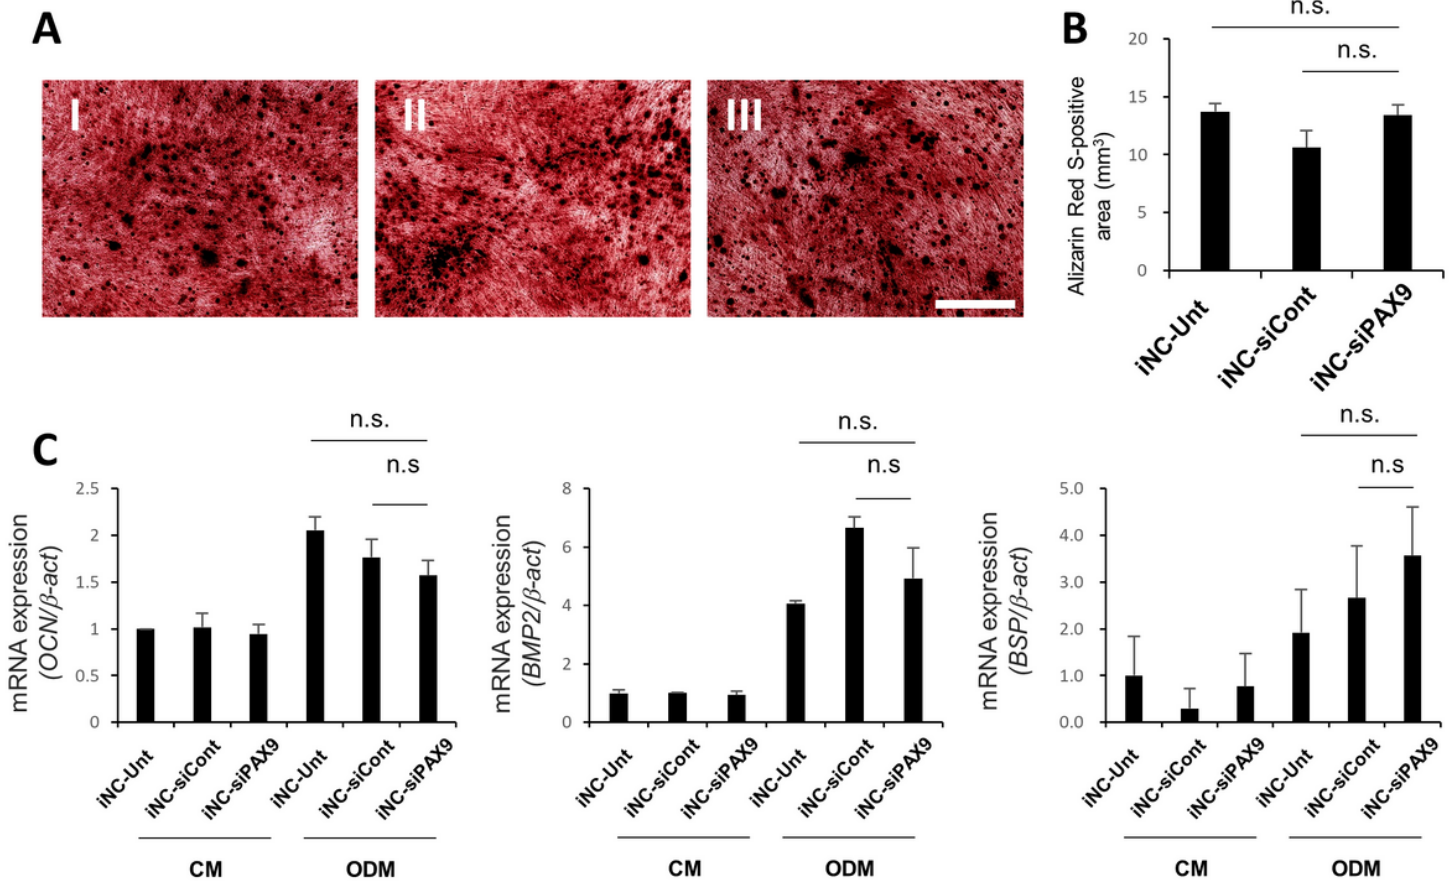 A
I
II
III
B
n.s.
n.s.
20
15
10
5
0
Alizarin Red S-positive
area (mm³)
iNC-Unt
iNC-siCont
iNC-siPAX9
C
n.s.
n.s
2.5
2
1.5
1
0.5
0
mRNA expression
(OCN/β-act)
iNC-Unt
iNC-siCont
iNC-siPAX9
iNC-Unt
iNC-siCont
iNC-siPAX9
CM
ODM
n.s.
n.s
8
6
4
2
0
mRNA expression
(BMP2/β-act)
iNC-Unt
iNC-siCont
iNC-siPAX9
iNC-Unt
iNC-siCont
iNC-siPAX9
CM
ODM
n.s.
n.s
5.0
4.0
3.0
2.0
1.0
0.0
mRNA expression
(BSP/β-act)
iNC-Unt
iNC-siCont
iNC-siPAX9
iNC-Unt
iNC-siCont
iNC-siPAX9
CM
ODM